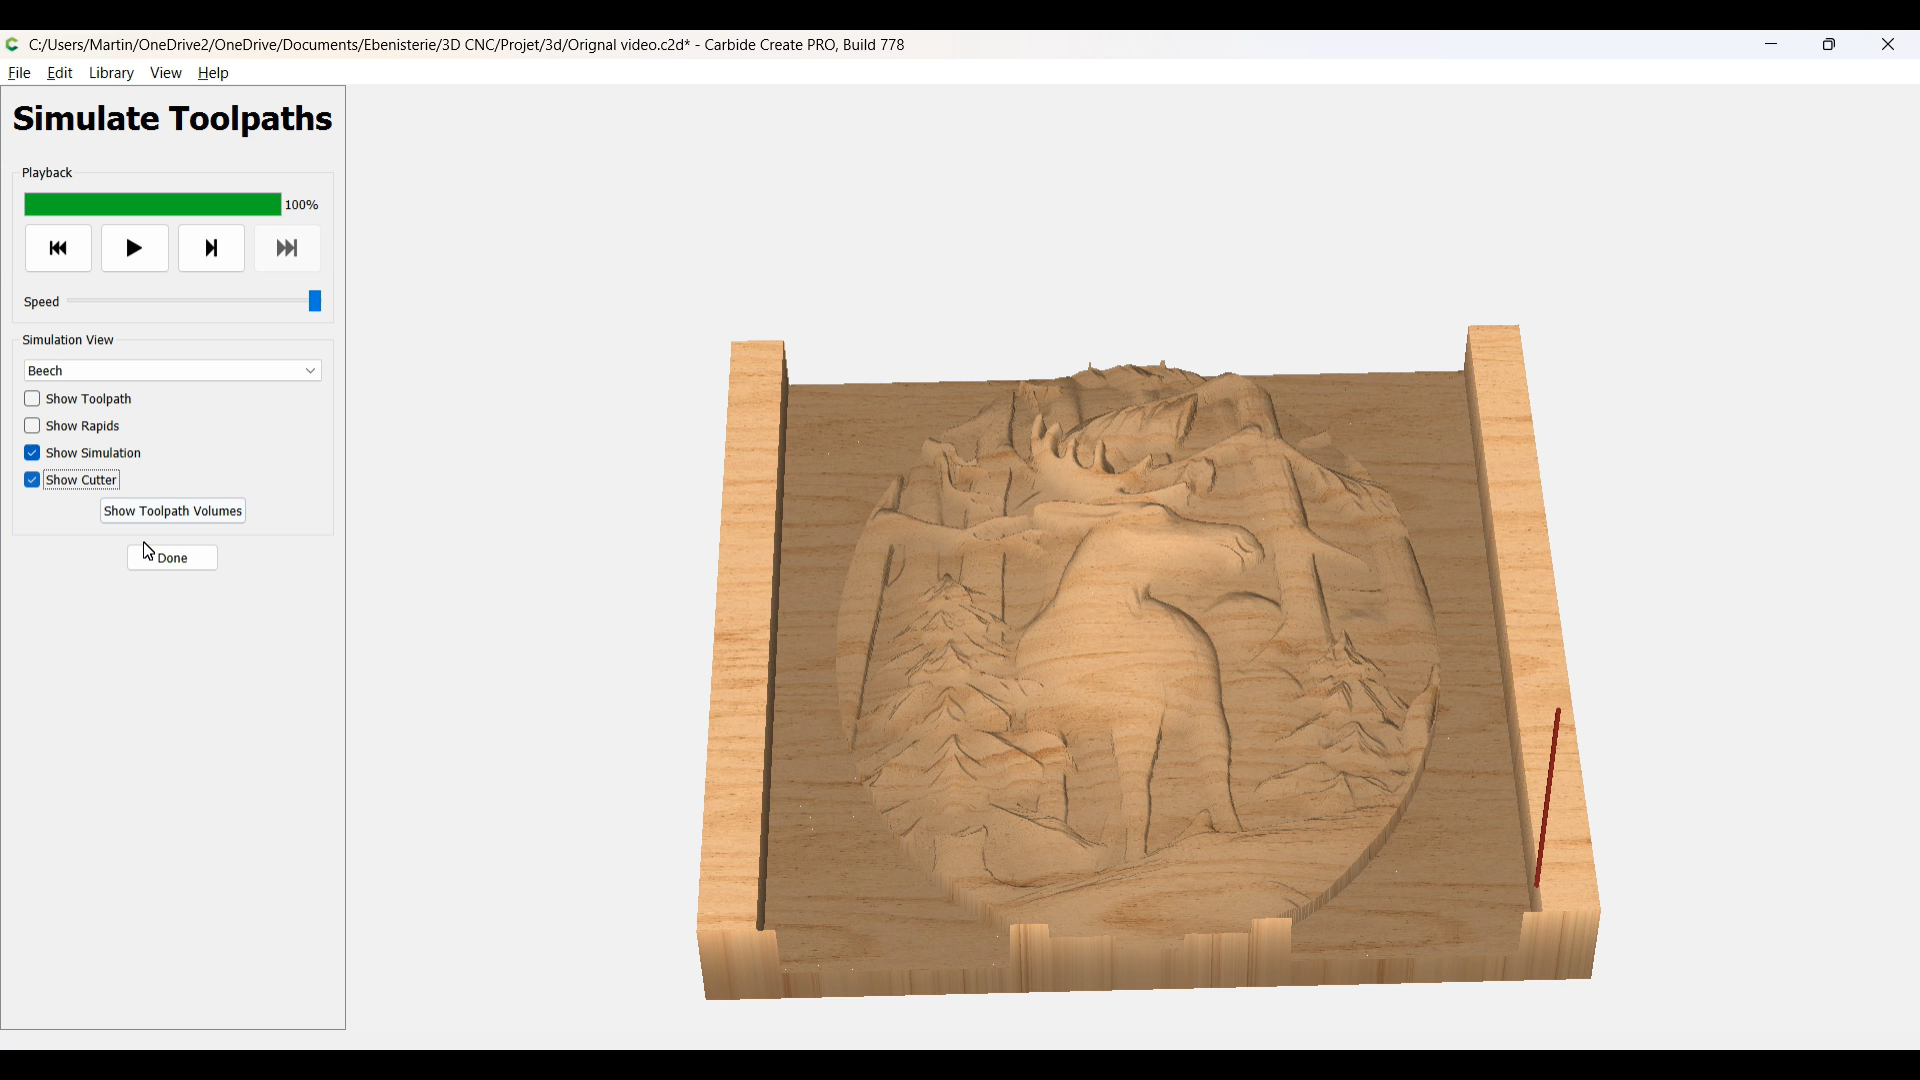 C:/Users/Martin/OneDrive2/OneDrive/Documents/Ebenisterie/3D CNC/Projet/3d/Orignal video.c2d* - Carbide Create PRO, Build 778
File Edit Library View Help
Simulate Toolpaths
Playback
100%
Speed
Simulation View
Beech
Show Toolpath
Show Rapids
Show Simulation
Show Cutter
Show Toolpath Volumes
Done